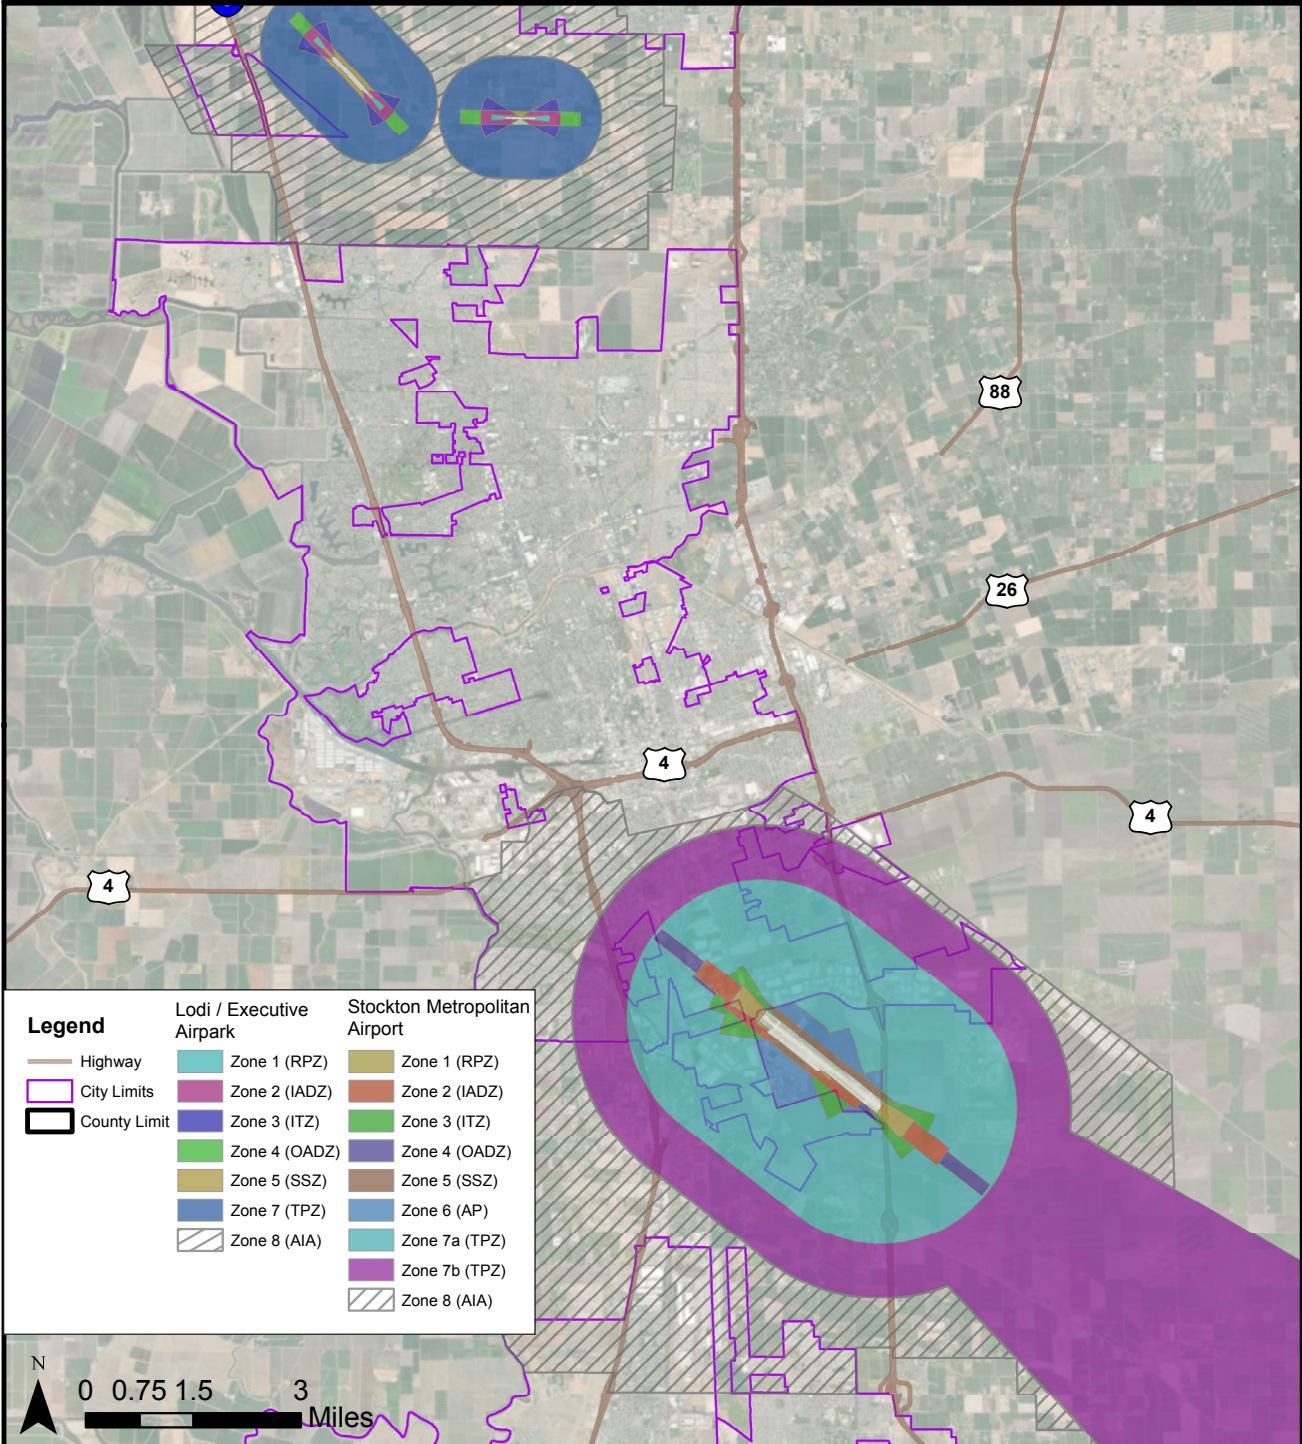 88
26
4
4
4
Legend
Highway
City Limits
County Limit
Lodi / Executive
Airpark
Zone 1 (RPZ)
Zone 2 (IADZ)
Zone 3 (ITZ)
Zone 4 (OADZ)
Zone 5 (SSZ)
Zone 7 (TPZ)
Zone 8 (AIA)
Stockton Metropolitan
Airport
Zone 1 (RPZ)
Zone 2 (IADZ)
Zone 3 (ITZ)
Zone 4 (OADZ)
Zone 5 (SSZ)
Zone 6 (AP)
Zone 7a (TPZ)
Zone 7b (TPZ)
Zone 8 (AIA)
N
0 0.75 1.5 3
Miles